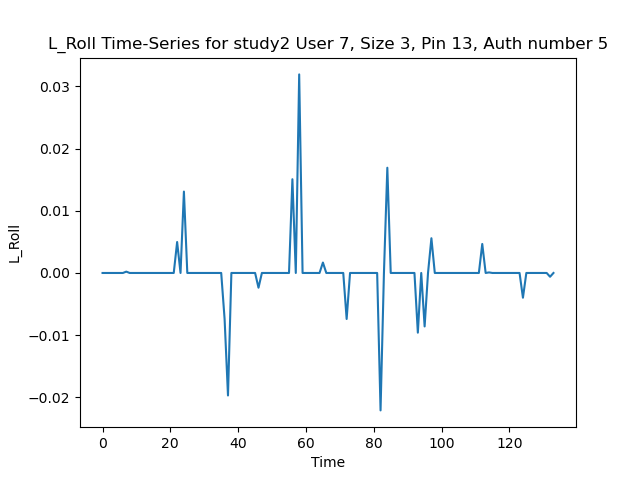 L_Roll Time-Series for study2 User 7, Size 3, Pin 13, Auth number 5
0.03
0.02
0.01
0.00
−0.01
−0.02
L_Roll
0 20 40 60 80 100 120
Time